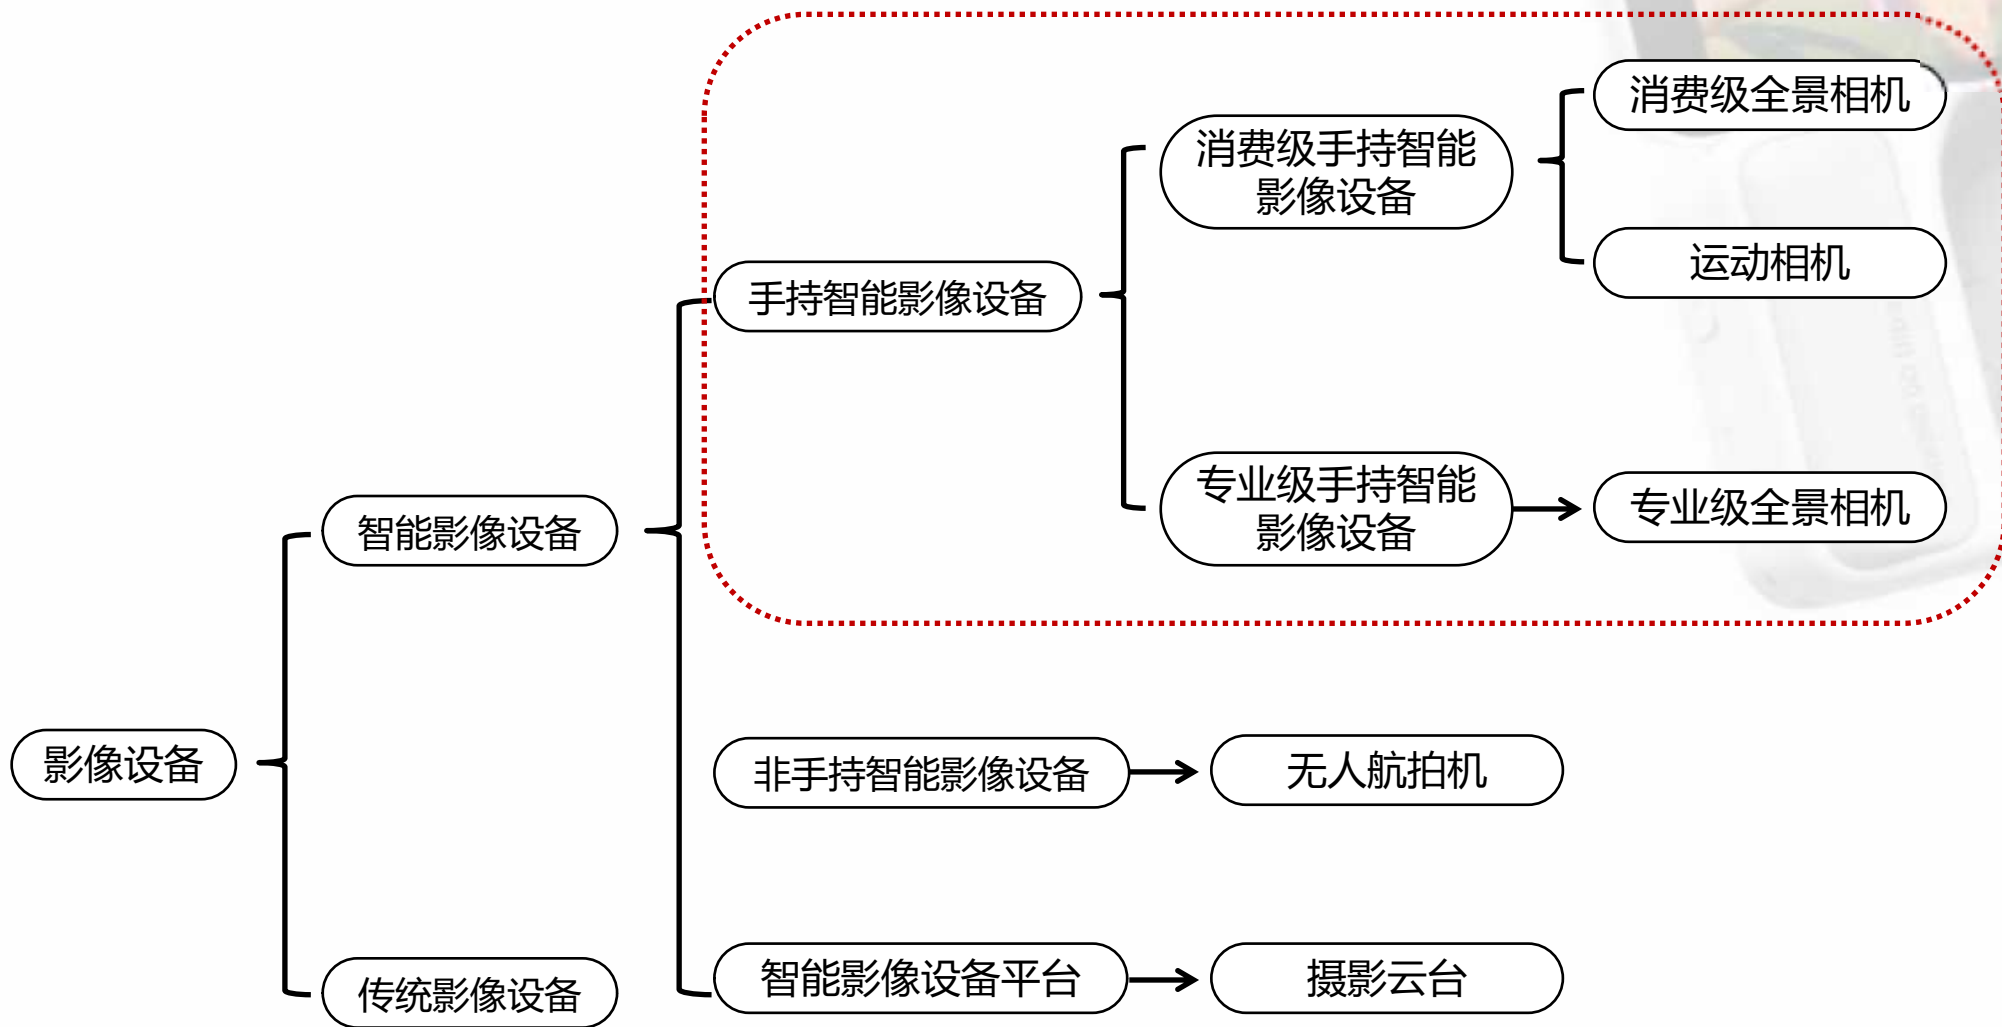 消费级全景相机
消费级手持智能
影像设备
运动相机
手持智能影像设备
专业级手持智能
影像设备
专业级全景相机
智能影像设备
影像设备
非手持智能影像设备
无人航拍机
智能影像设备平台
摄影云台
传统影像设备